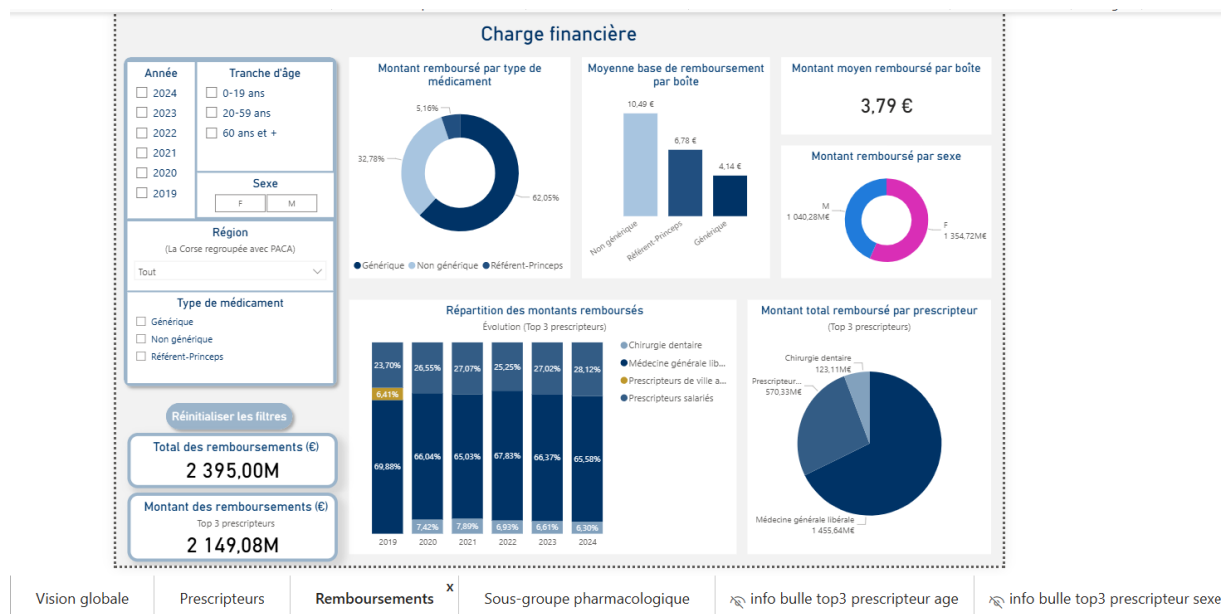 Charge financière
Année
2024
2023
2022
2021
2020
2019
Tranche d'âge
0-19 ans
20-59 ans
60 ans et +
Sexe
F M
Région
(La Corse regroupée avec PACA)
Tout
Type de médicament
Générique
Non générique
Référent-Princeps
Réinitialiser les filtres
Total des remboursements (€)
2 395,00M
Montant des remboursements (€)
Top 3 prescripteurs
2 149,08M
Montant remboursé par type de
médicament
5,16%
32,78%
62,05%
Générique Non générique Référent-Princeps
Moyenne base de remboursement
par boîte
10,49 €
6,78 €
4,14 €
Non générique
Référent-Princeps
Générique
Montant moyen remboursé par boîte
3,79 €
Montant remboursé par sexe
M
1 040,28M€
F
1 354,72M€
Répartition des montants remboursés
Évolution (Top 3 prescripteurs)
23,70% 26,55% 27,07% 25,25% 27,02% 28,12%
6,41%
69,88% 66,04% 65,03% 67,83% 66,37% 65,58%
7,42% 7,89% 6,93% 6,61% 6,30%
2019 2020 2021 2022 2023 2024
Chirurgie dentaire
Médecine générale lib...
Prescripteurs de ville a...
Prescripteurs salariés
Montant total remboursé par prescripteur
(Top 3 prescripteurs)
Chirurgie dentaire
123,11M€
Prescripteur...
570,33M€
Médecine générale libérale
1 455,64M€
Vision globale Prescripteurs Remboursements x Sous-groupe pharmacologique info bulle top3 prescripteur age info bulle top3 prescripteur sexe